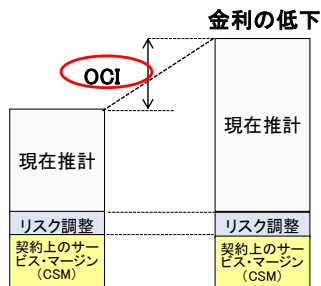 金利の低下
OCI
現在推計
現在推計
リスク調整
リスク調整
契約上のサー
ビス・マージン
(CSM)
契約上のサー
ビス・マージン
(CSM)